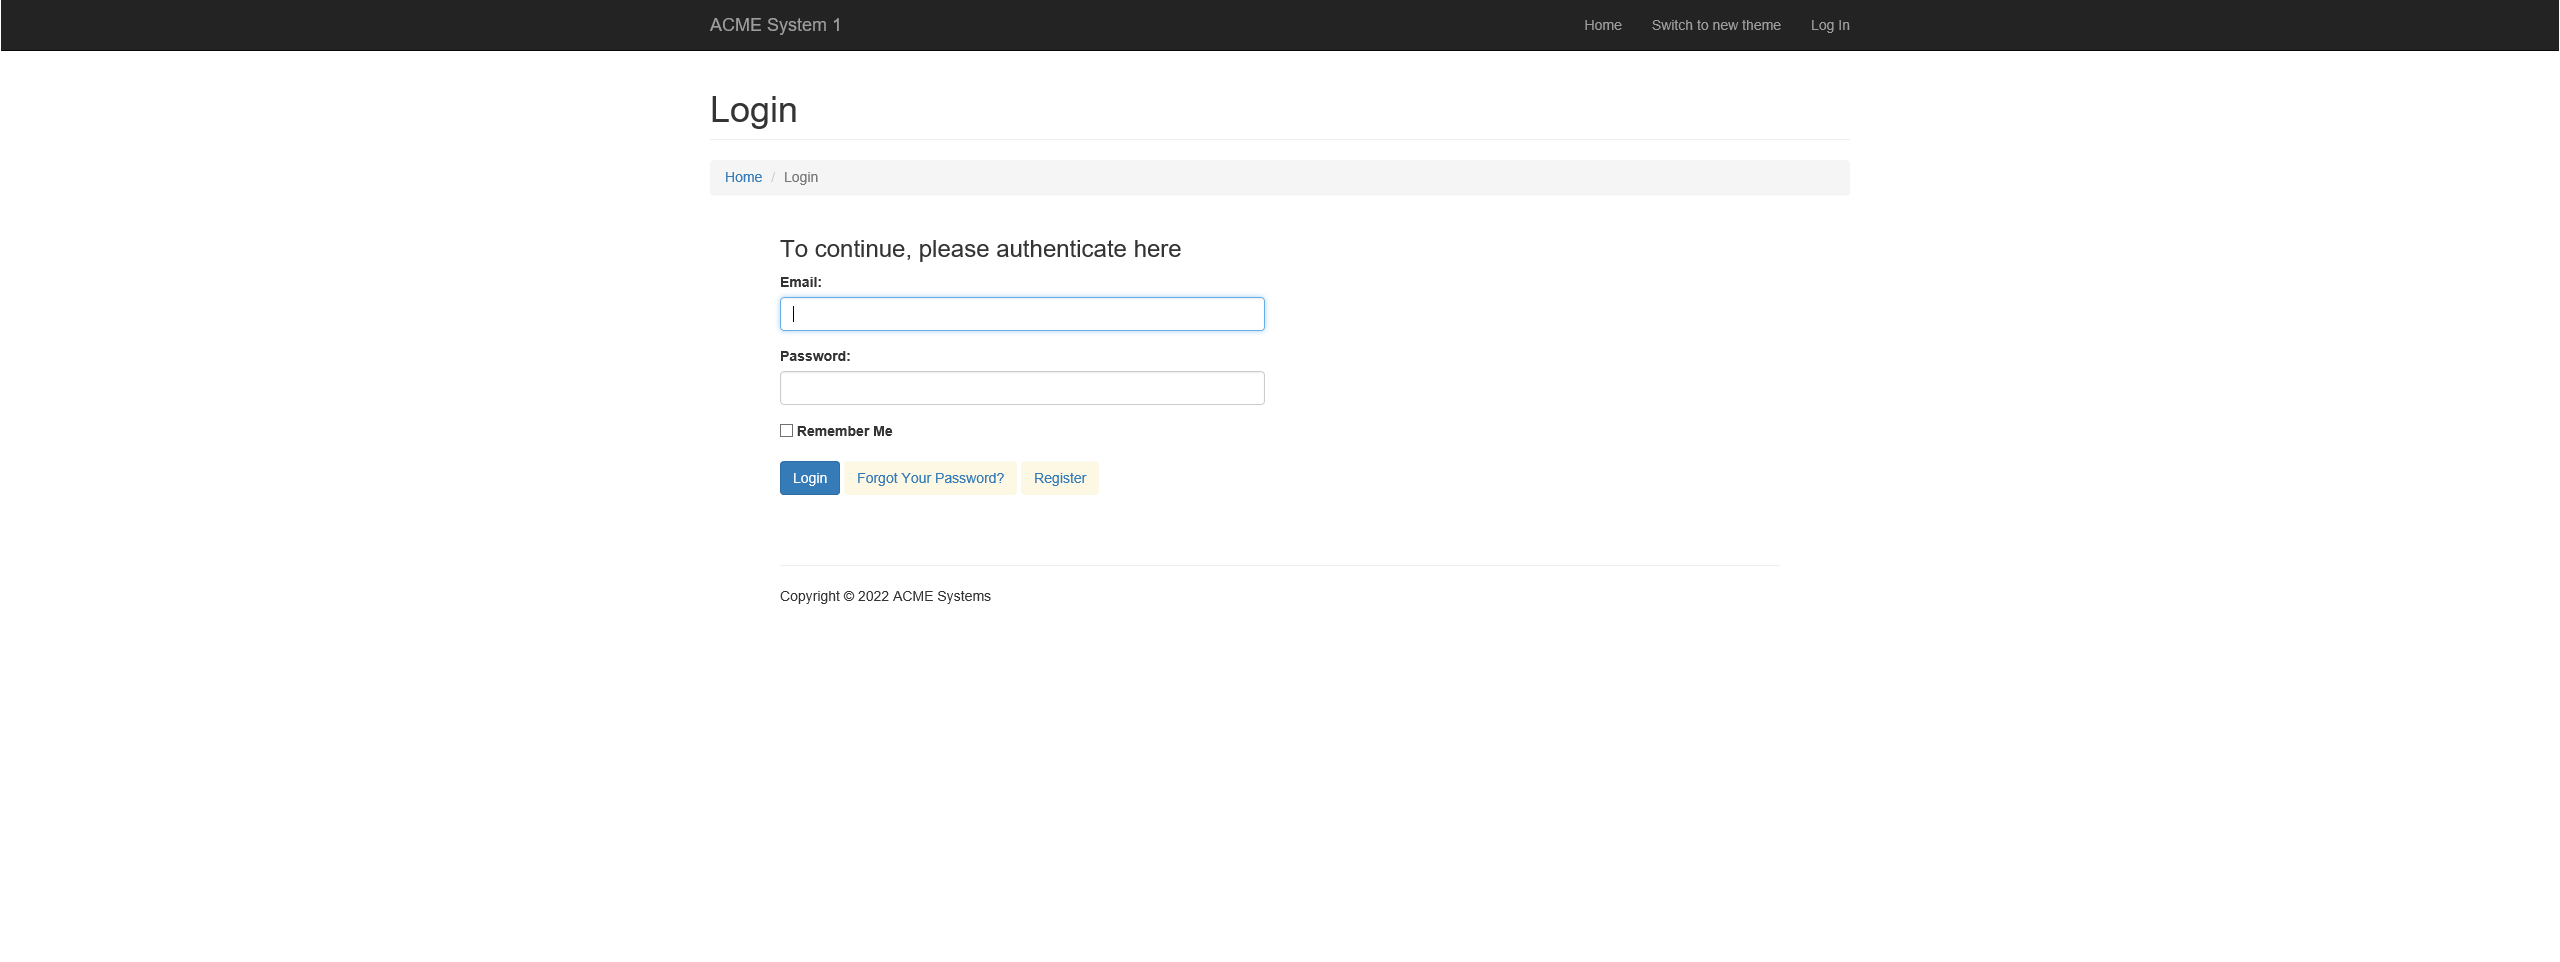 ACME System 1 Home Switch to new theme Log In
Login
Home / Login
To continue, please authenticate here
Email:
Password:
Remember Me
Login Forgot Your Password? Register
Copyright © 2022 ACME Systems